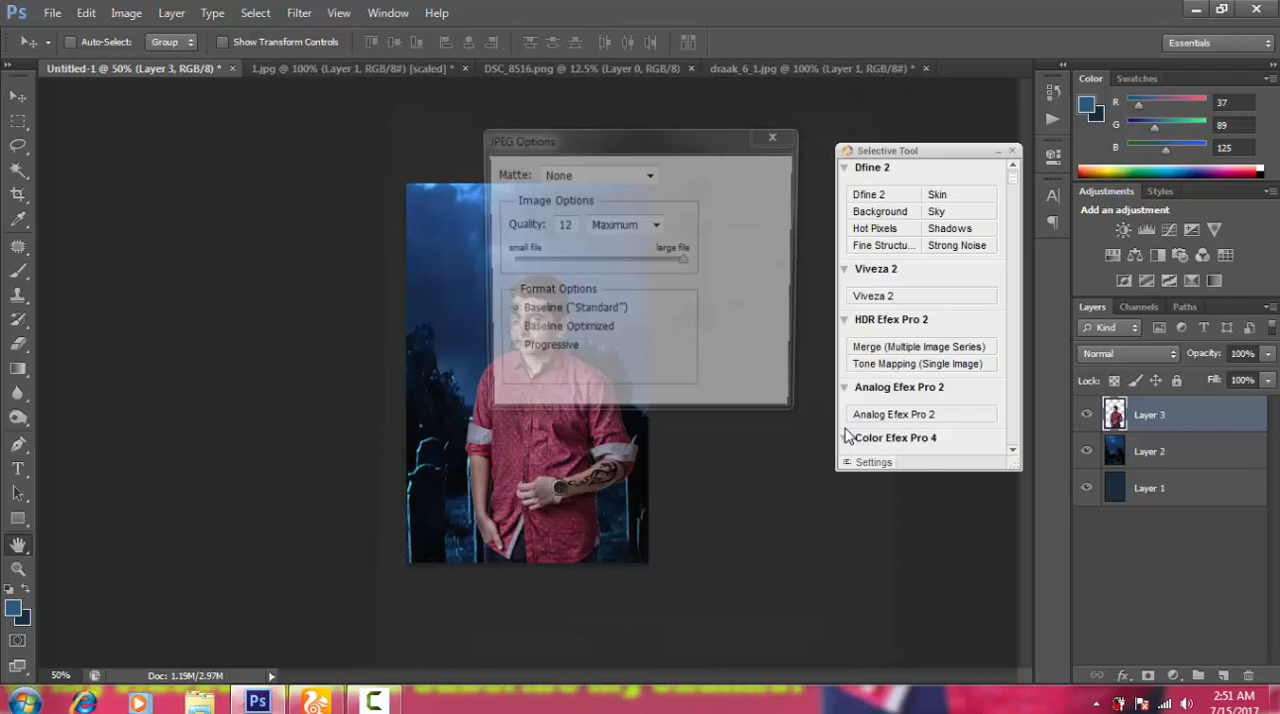 Ps File Edit Image Layer Type Select Filter View Window Help
Auto-Select: Group Show Transform Controls Essentials
Untitled-1 @ 50% (Layer 3, RGB/8) * × 1.jpg @ 100% (Layer 1, RGB/8#) [scaled] * × DSC_8516.png @ 12.5% (Layer 0, RGB/8) × draak_6_1.jpg @ 100% (Layer 1, RGB/8#) * ×
JPEG Options
Matte: None
Image Options
Quality: 12 Maximum
small file large file
Format Options
Baseline ("Standard")
Baseline Optimized
Progressive
Selective Tool
Dfine 2
Dfine 2 Skin
Background Sky
Hot Pixels Shadows
Fine Structu... Strong Noise
Viveza 2
Viveza 2
HDR Efex Pro 2
Merge (Multiple Image Series)
Tone Mapping (Single Image)
Analog Efex Pro 2
Analog Efex Pro 2
Color Efex Pro 4
Settings
Color Swatches
R 37
G 89
B 125
Adjustments Styles
Add an adjustment
Layers Channels Paths
Kind
Normal Opacity: 100%
Lock: Fill: 100%
Layer 3
Layer 2
Layer 1
50% Doc: 1.19M/2.97M
Ps
2:51 AM
7/15/2017